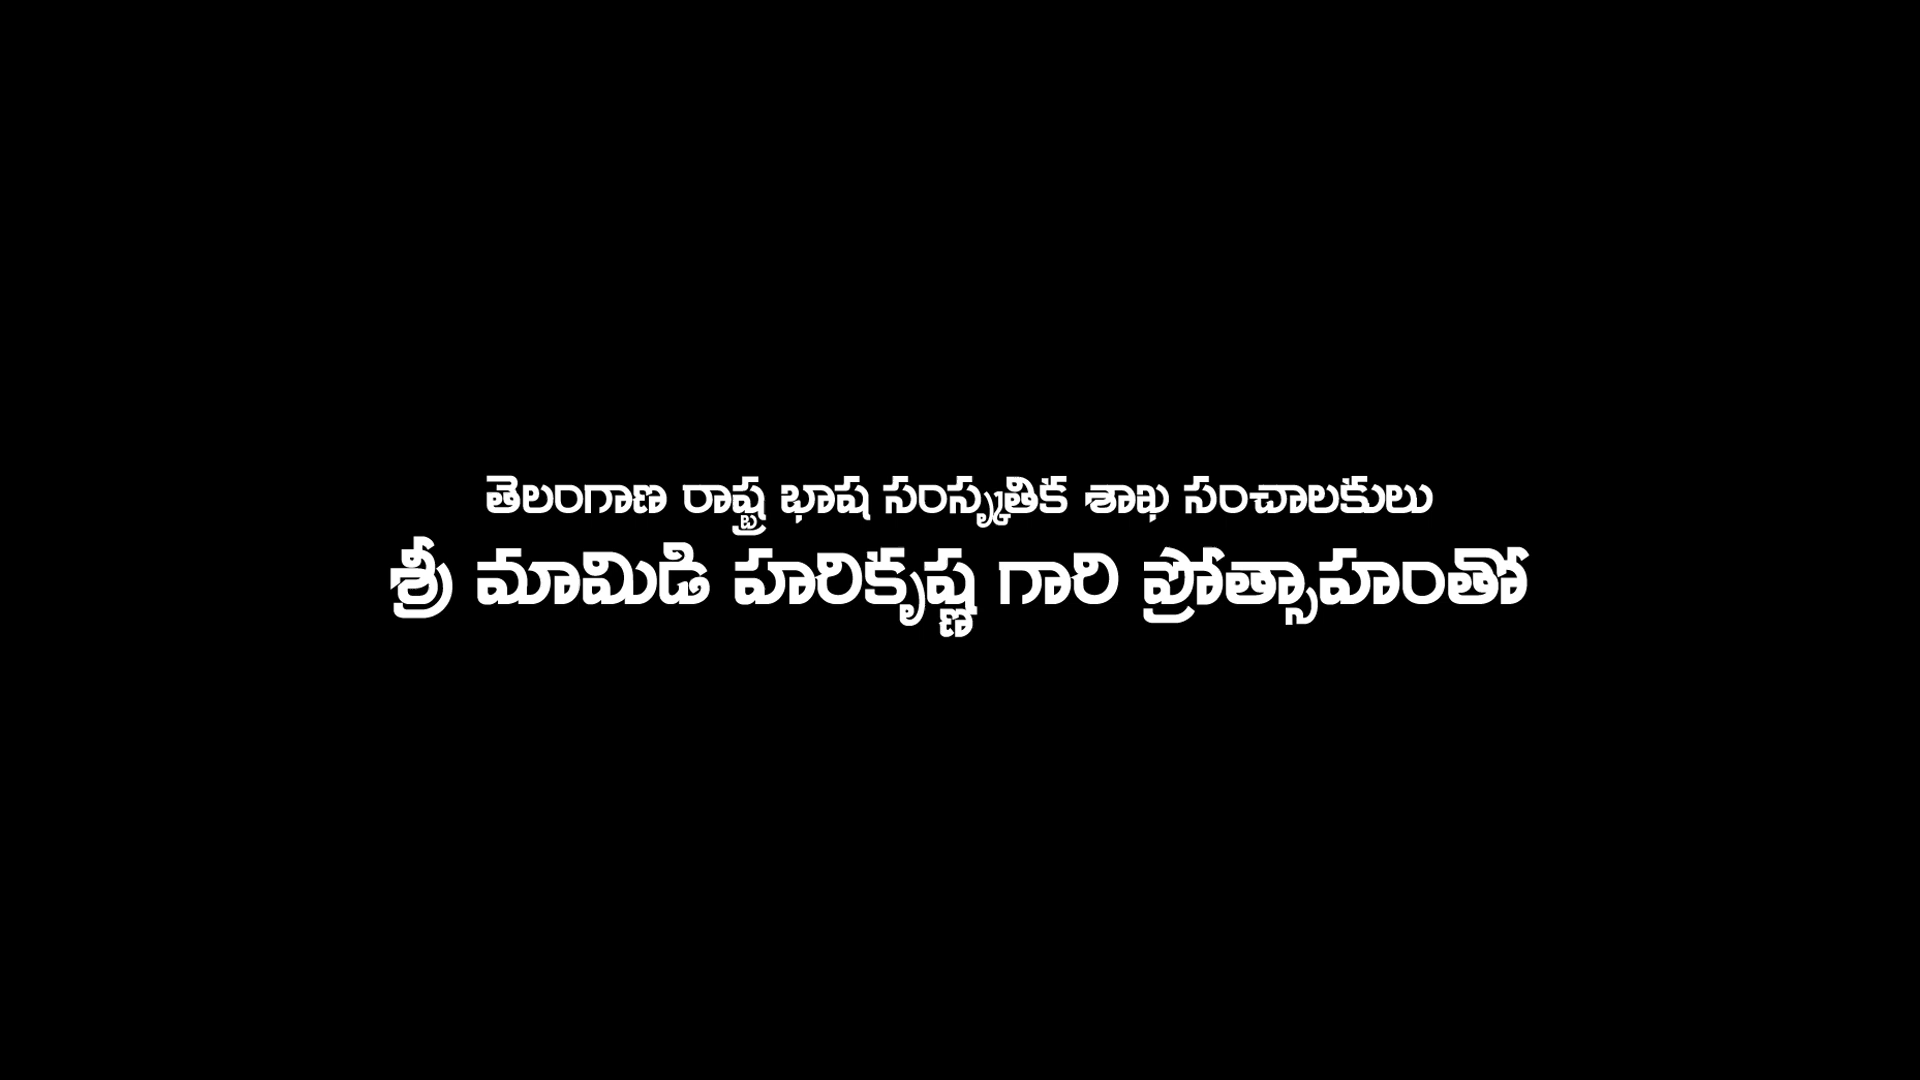 తెలంగాణ రాష్ట్ర భాష సంస్కృతిక శాఖ సంచాలకులు
శ్రీ మామిడి హరికృష్ణ గారి ప్రోత్సాహంతో